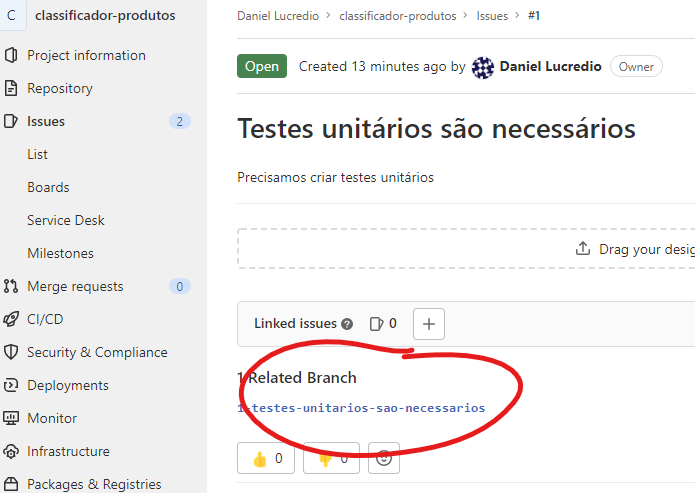 C classificador-produtos
Project information
Repository
Issues 2
List
Boards
Service Desk
Milestones
Merge requests 0
CI/CD
Security & Compliance
Deployments
Monitor
Infrastructure
Packages & Registries
Daniel Lucredio > classificador-produtos > Issues > #1
Open Created 13 minutes ago by Daniel Lucredio Owner
Testes unitários são necessários
Precisamos criar testes unitários
Drag your desig
Linked issues ? 0 +
1 Related Branch
1-testes-unitarios-sao-necessarios
👍 0 👎 0